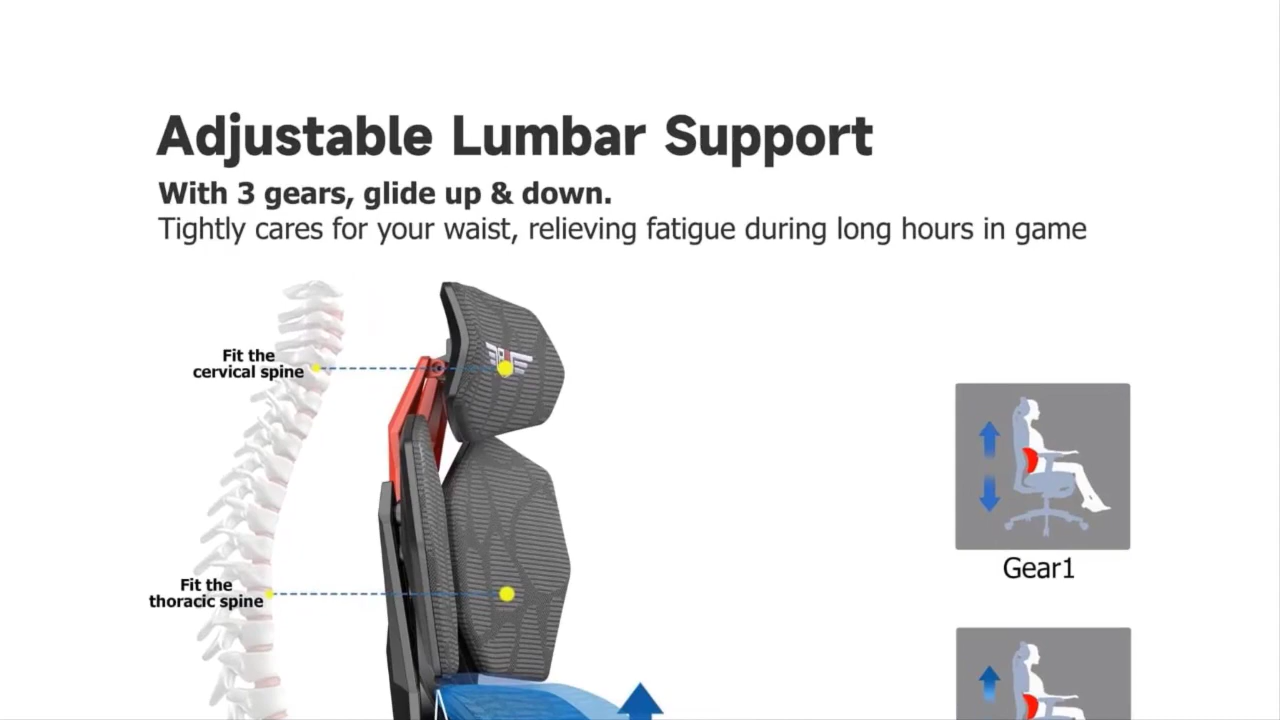 Adjustable Lumbar Support
With 3 gears, glide up & down.
Tightly cares for your waist, relieving fatigue during long hours in game
Fit the
cervical spine
Gear1
Fit the
thoracic spine